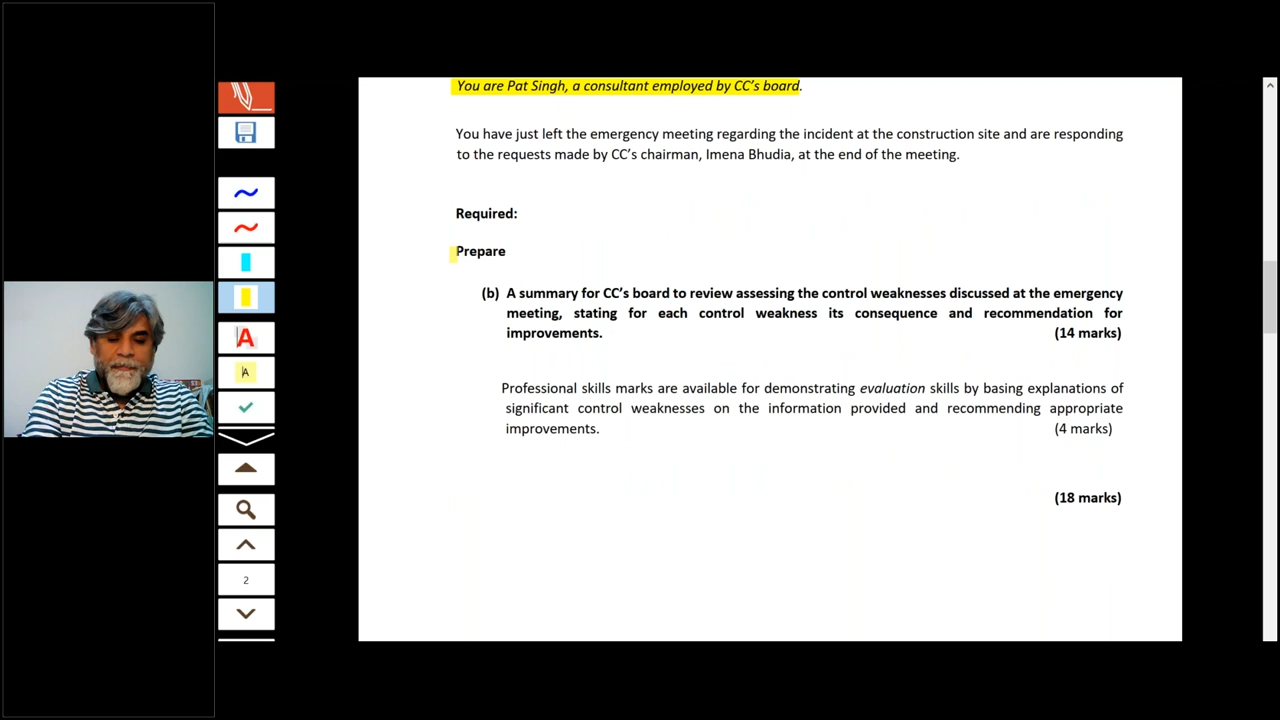 You are Pat Singh, a consultant employed by CC's board.
You have just left the emergency meeting regarding the incident at the construction site and are responding
to the requests made by CC's chairman, Imena Bhudia, at the end of the meeting.
Required:
Prepare
(b) A summary for CC's board to review assessing the control weaknesses discussed at the emergency
meeting, stating for each control weakness its consequence and recommendation for
improvements. (14 marks)
Professional skills marks are available for demonstrating evaluation skills by basing explanations of
significant control weaknesses on the information provided and recommending appropriate
improvements. (4 marks)
(18 marks)
A
A
2